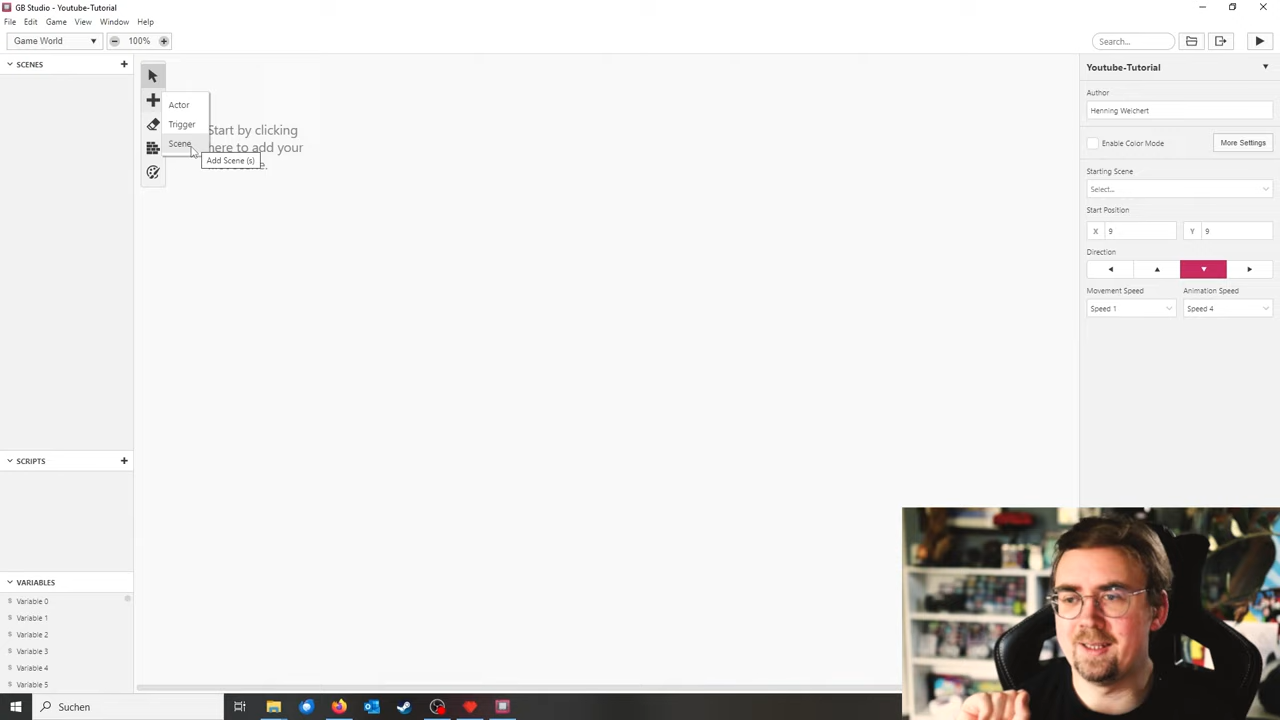 GB Studio - Youtube-Tutorial
File Edit Game View Window Help
Game World
100%
Search...
SCENES
Actor
Trigger
Scene
Add Scene (s)
Start by clicking
here to add your
SCRIPTS
VARIABLES
$ Variable 0
$ Variable 1
$ Variable 2
$ Variable 3
$ Variable 4
$ Variable 5
Youtube-Tutorial
Author
Henning Welchert
Enable Color Mode
More Settings
Starting Scene
Select...
Start Position
X 9
Y 9
Direction
Movement Speed
Animation Speed
Speed 1
Speed 4
Suchen